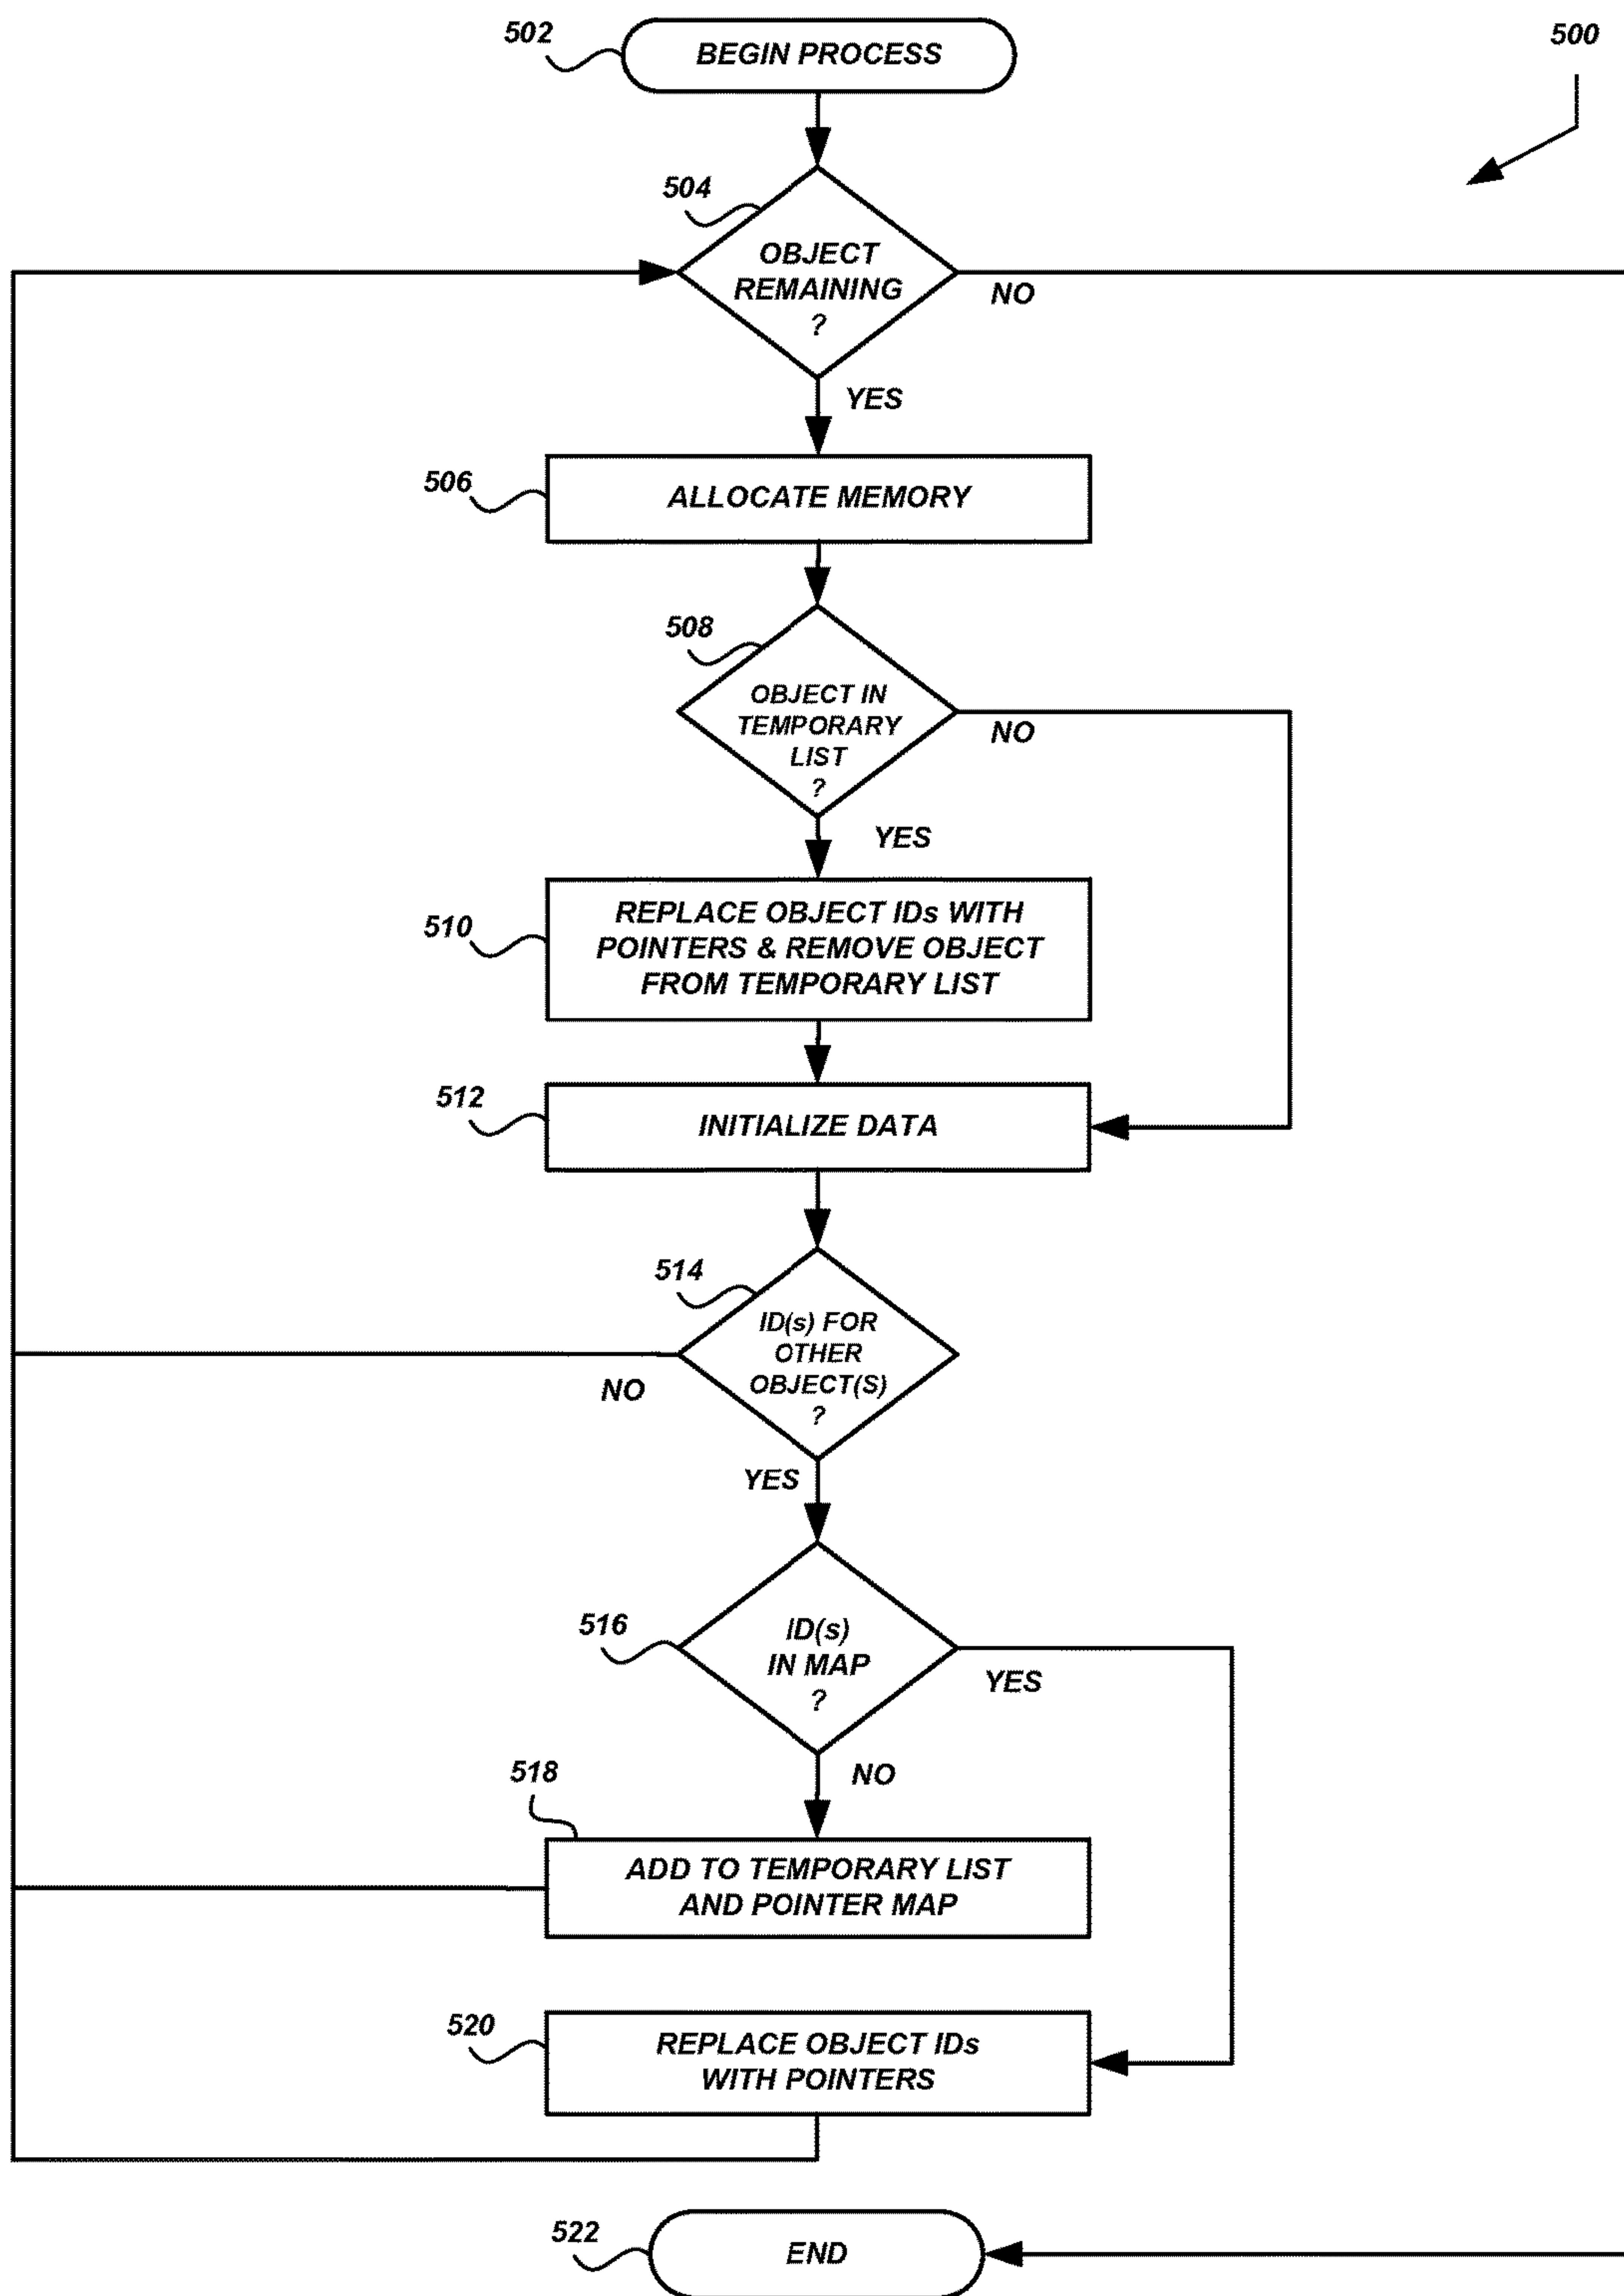 502
BEGIN PROCESS
500
504
OBJECT
REMAINING
?
NO
YES
506
ALLOCATE MEMORY
508
OBJECT IN
TEMPORARY
LIST
?
NO
YES
510
REPLACE OBJECT IDs WITH
POINTERS & REMOVE OBJECT
FROM TEMPORARY LIST
512
INITIALIZE DATA
514
ID(s) FOR
OTHER
OBJECT(S)
?
NO
YES
516
ID(s)
IN MAP
?
YES
NO
518
ADD TO TEMPORARY LIST
AND POINTER MAP
520
REPLACE OBJECT IDs
WITH POINTERS
522
END